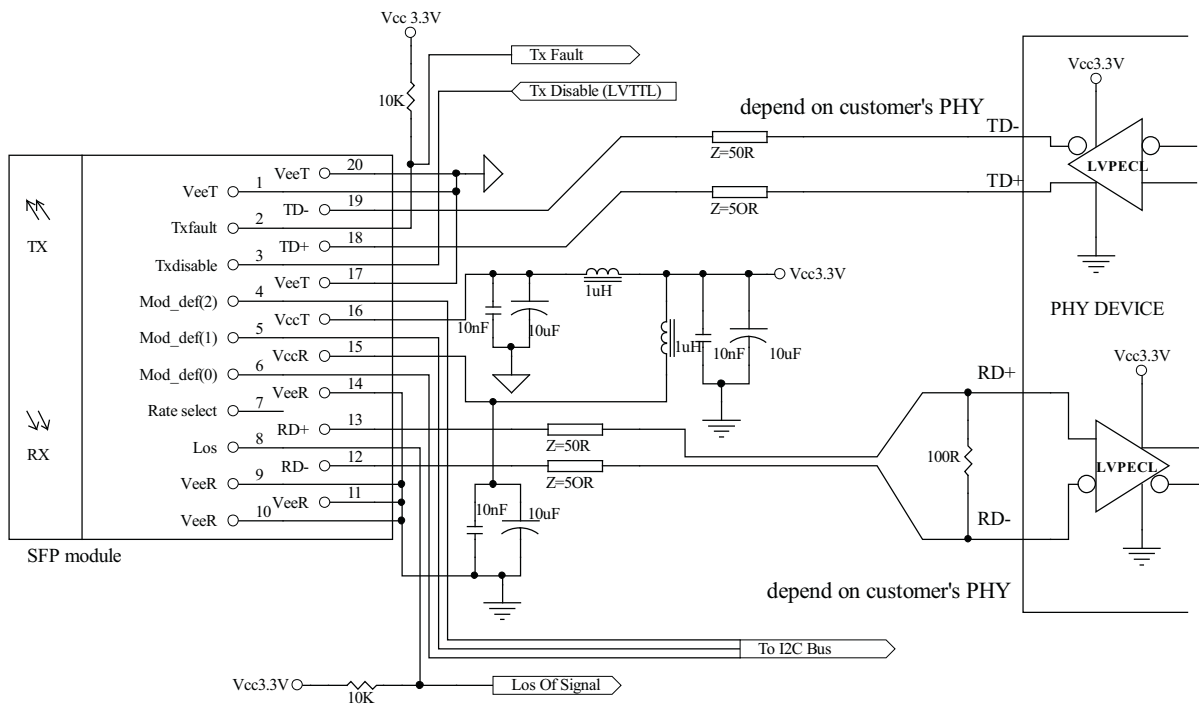 Vcc 3.3V
Tx Fault
10K
Tx Disable (LVTTL)
depend on customer's PHY
Vcc3.3V
TD-
LVPECL
Z=50R
TD+
Z=5OR
VeeT 20
VeeT 1
TD- 19
Txfault 2
TD+ 18
Txdisable 3
VeeT 17
Mod_def(2) 4
VccT 16
Mod_def(1) 5
VccR 15
Mod_def(0) 6
VeeR 14
Rate select 7
RD+ 13
Los 8
RD- 12
VeeR 9
VeeR 11
VeeR 10
TX
RX
SFP module
1uH
Vcc3.3V
10nF
10uF
1uH
10nF
10uF
PHY DEVICE
Vcc3.3V
RD+
Z=50R
Z=5OR
100R
LVPECL
RD-
10nF
10uF
depend on customer's PHY
To I2C Bus
Vcc3.3V
10K
Los Of Signal